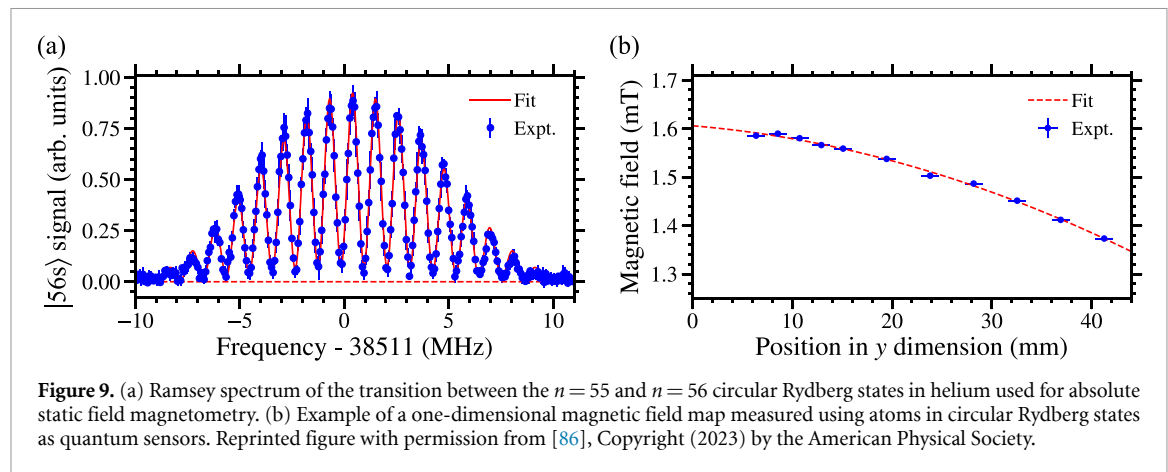 (a)
|56s⟩ signal (arb. units)
1.00
0.75
0.50
0.25
0.00
Fit
Expt.
−10 −5 0 5 10
Frequency - 38511 (MHz)
(b)
Magnetic field (mT)
1.7
1.6
1.5
1.4
1.3
Fit
Expt.
0 10 20 30 40
Position in y dimension (mm)
Figure 9. (a) Ramsey spectrum of the transition between the n = 55 and n = 56 circular Rydberg states in helium used for absolute
static field magnetometry. (b) Example of a one-dimensional magnetic field map measured using atoms in circular Rydberg states
as quantum sensors. Reprinted figure with permission from [86], Copyright (2023) by the American Physical Society.